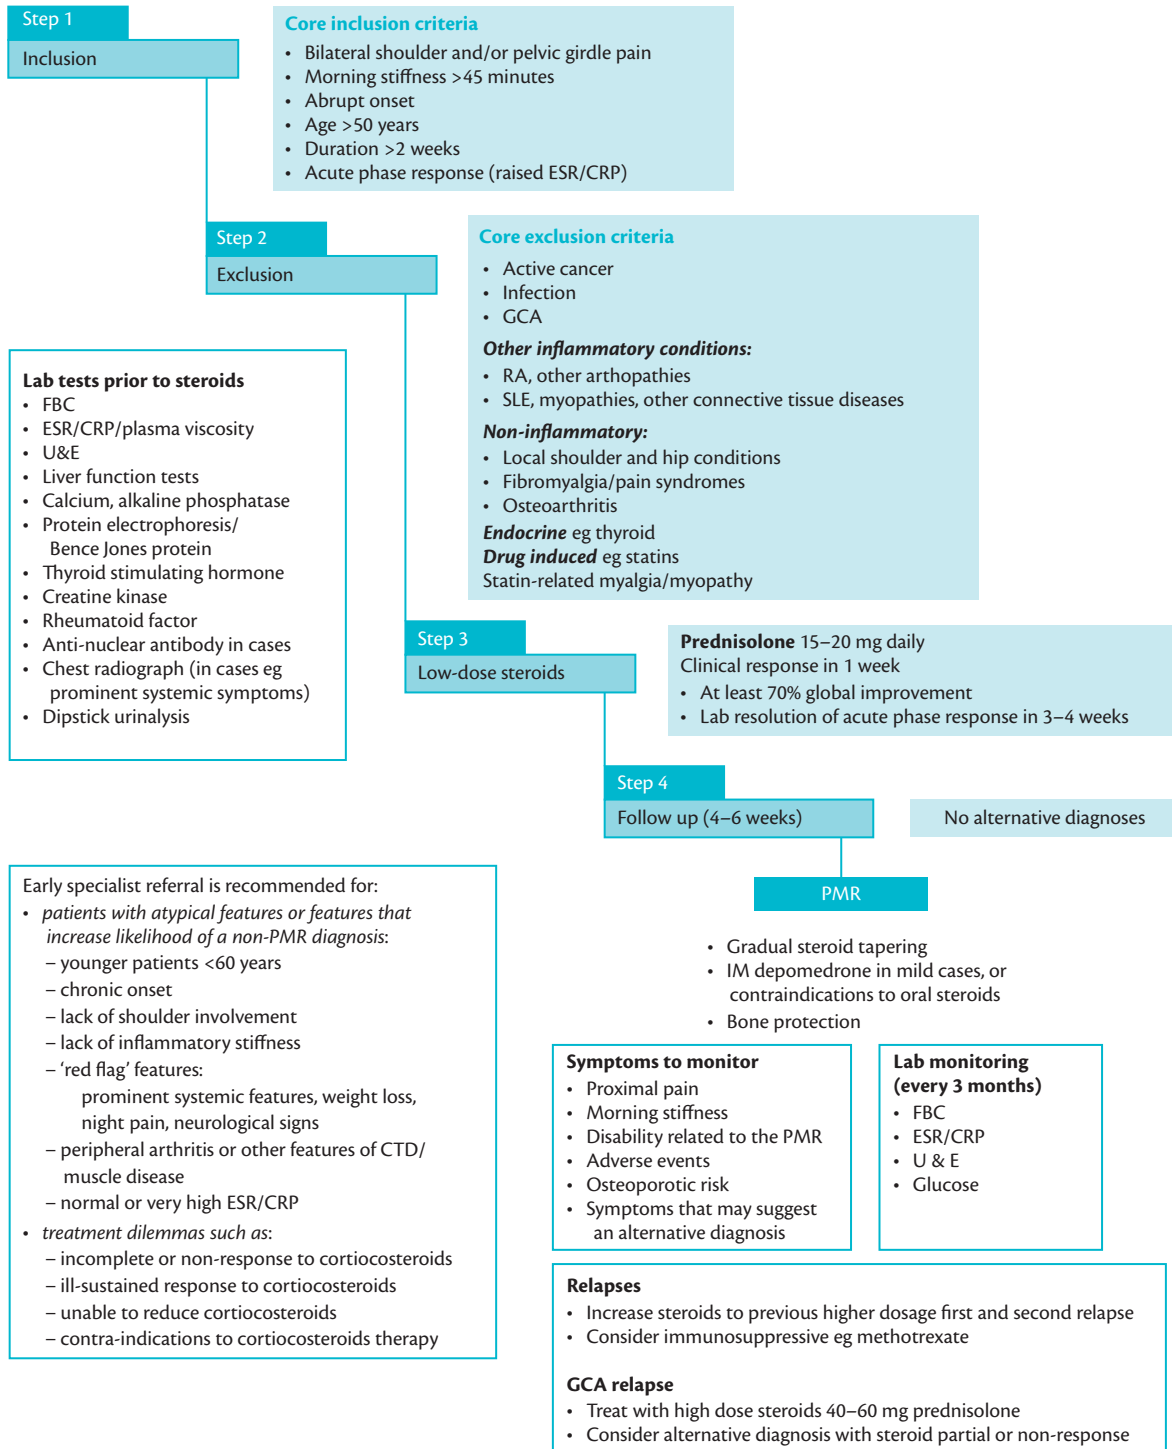 Step 1
Inclusion
Core inclusion criteria
• Bilateral shoulder and/or pelvic girdle pain
• Morning stiffness >45 minutes
• Abrupt onset
• Age >50 years
• Duration >2 weeks
• Acute phase response (raised ESR/CRP)
Step 2
Exclusion
Core exclusion criteria
• Active cancer
• Infection
• GCA
Other inflammatory conditions:
• RA, other arthopathies
• SLE, myopathies, other connective tissue diseases
Non-inflammatory:
• Local shoulder and hip conditions
• Fibromyalgia/pain syndromes
• Osteoarthritis
Endocrine eg thyroid
Drug induced eg statins
Statin-related myalgia/myopathy
Lab tests prior to steroids
• FBC
• ESR/CRP/plasma viscosity
• U&E
• Liver function tests
• Calcium, alkaline phosphatase
• Protein electrophoresis/
Bence Jones protein
• Thyroid stimulating hormone
• Creatine kinase
• Rheumatoid factor
• Anti-nuclear antibody in cases
• Chest radiograph (in cases eg
prominent systemic symptoms)
• Dipstick urinalysis
Step 3
Low-dose steroids
Prednisolone 15–20 mg daily
Clinical response in 1 week
• At least 70% global improvement
• Lab resolution of acute phase response in 3–4 weeks
Step 4
Follow up (4–6 weeks)
No alternative diagnoses
PMR
• Gradual steroid tapering
• IM depomedrone in mild cases, or
contraindications to oral steroids
• Bone protection
Early specialist referral is recommended for:
• patients with atypical features or features that
increase likelihood of a non-PMR diagnosis:
– younger patients <60 years
– chronic onset
– lack of shoulder involvement
– lack of inflammatory stiffness
– ‘red flag’ features:
prominent systemic features, weight loss,
night pain, neurological signs
– peripheral arthritis or other features of CTD/
muscle disease
– normal or very high ESR/CRP
• treatment dilemmas such as:
– incomplete or non-response to cortiocosteroids
– ill-sustained response to cortiocosteroids
– unable to reduce cortiocosteroids
– contra-indications to cortiocosteroids therapy
Symptoms to monitor
• Proximal pain
• Morning stiffness
• Disability related to the PMR
• Adverse events
• Osteoporotic risk
• Symptoms that may suggest
an alternative diagnosis
Lab monitoring
(every 3 months)
• FBC
• ESR/CRP
• U & E
• Glucose
Relapses
• Increase steroids to previous higher dosage first and second relapse
• Consider immunosuppressive eg methotrexate
GCA relapse
• Treat with high dose steroids 40–60 mg prednisolone
• Consider alternative diagnosis with steroid partial or non-response